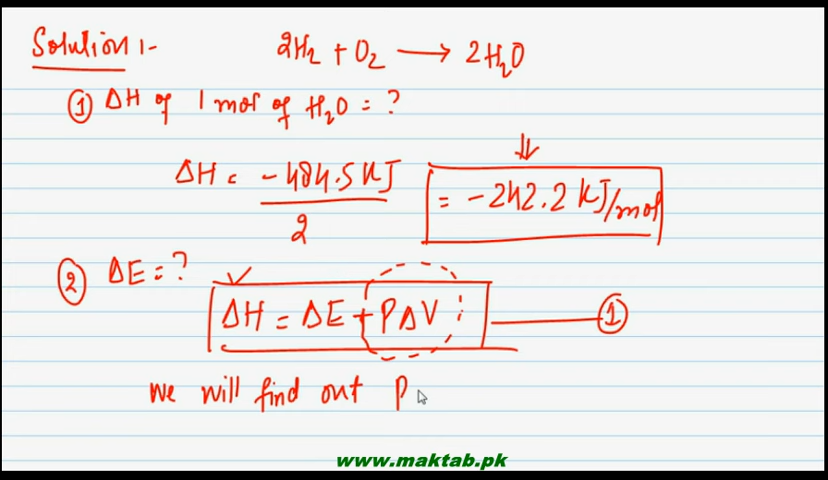 Solution :-
2H₂ + O₂ ⟶ 2H₂O
① ΔH of 1 mol of H₂O = ?
ΔH = -484.5 KJ / 2 = -242.2 KJ/mol
② ΔE = ?
ΔH = ΔE + PΔV ①
we will find out P
www.maktab.pk